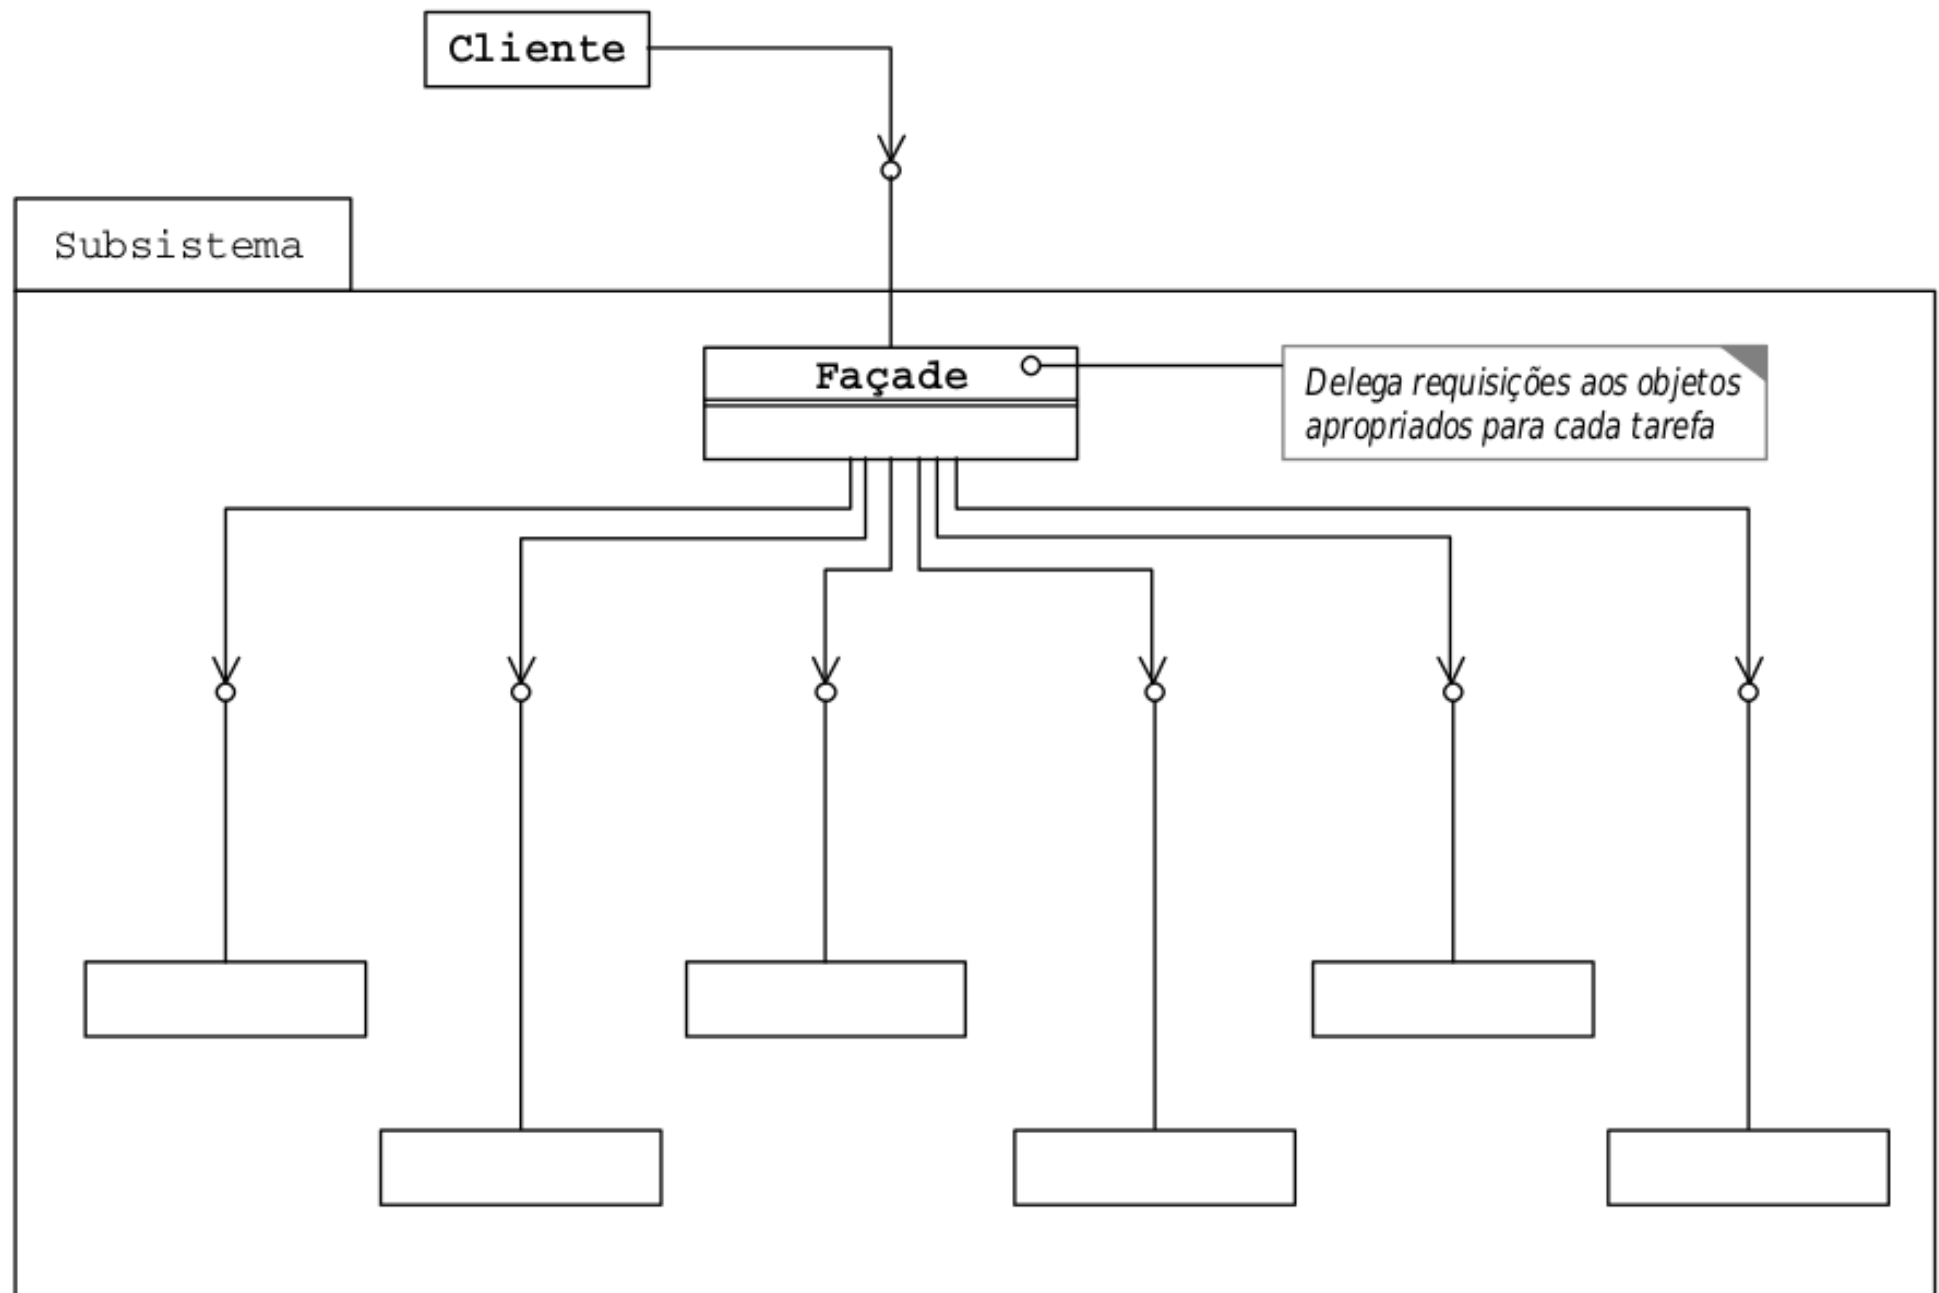 Cliente
Subsistema
Façade
Delega requisições aos objetos
apropriados para cada tarefa